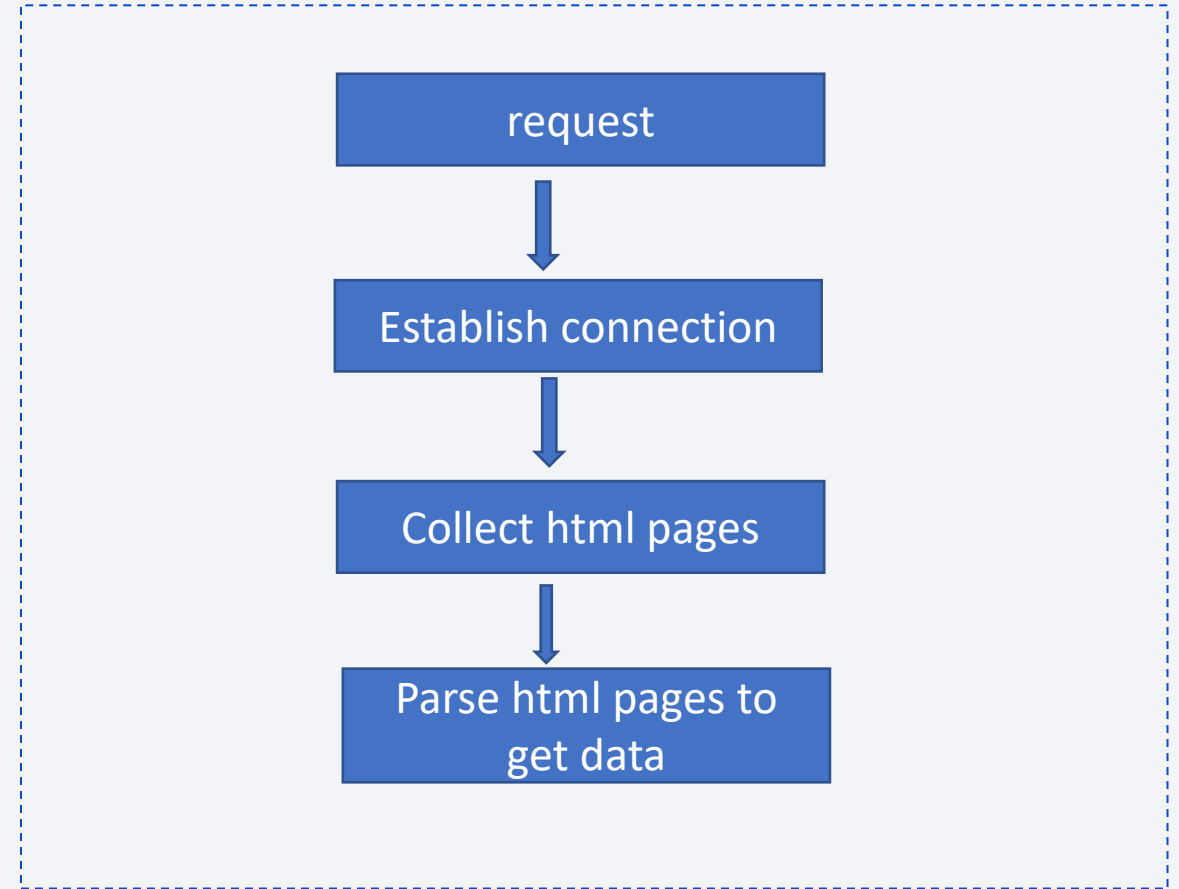 request
Establish connection
Collect html pages
Parse html pages to
get data